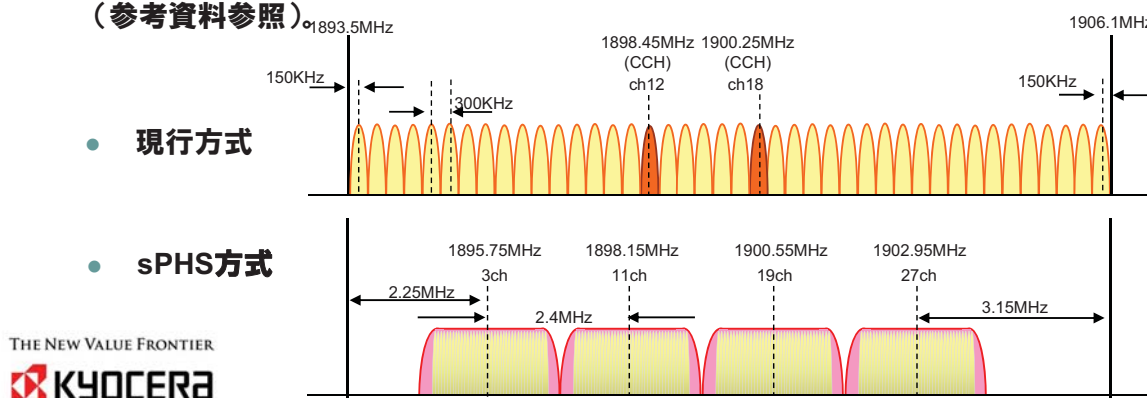 （参考資料参照）。
1893.5MHz
1906.1MHz
1898.45MHz 1900.25MHz
(CCH) (CCH)
ch12 ch18
150KHz
150KHz
300KHz
● 現行方式
● sPHS方式
1895.75MHz 1898.15MHz 1900.55MHz 1902.95MHz
3ch 11ch 19ch 27ch
2.25MHz
2.4MHz
3.15MHz
THE NEW VALUE FRONTIER
KYOCERA